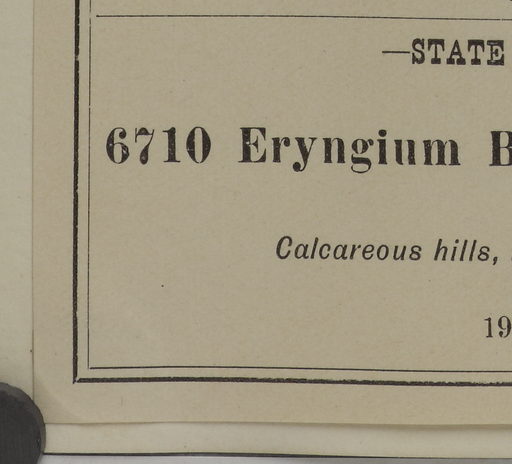 —STATE
6710 Eryngium B
Calcareous hills,
19